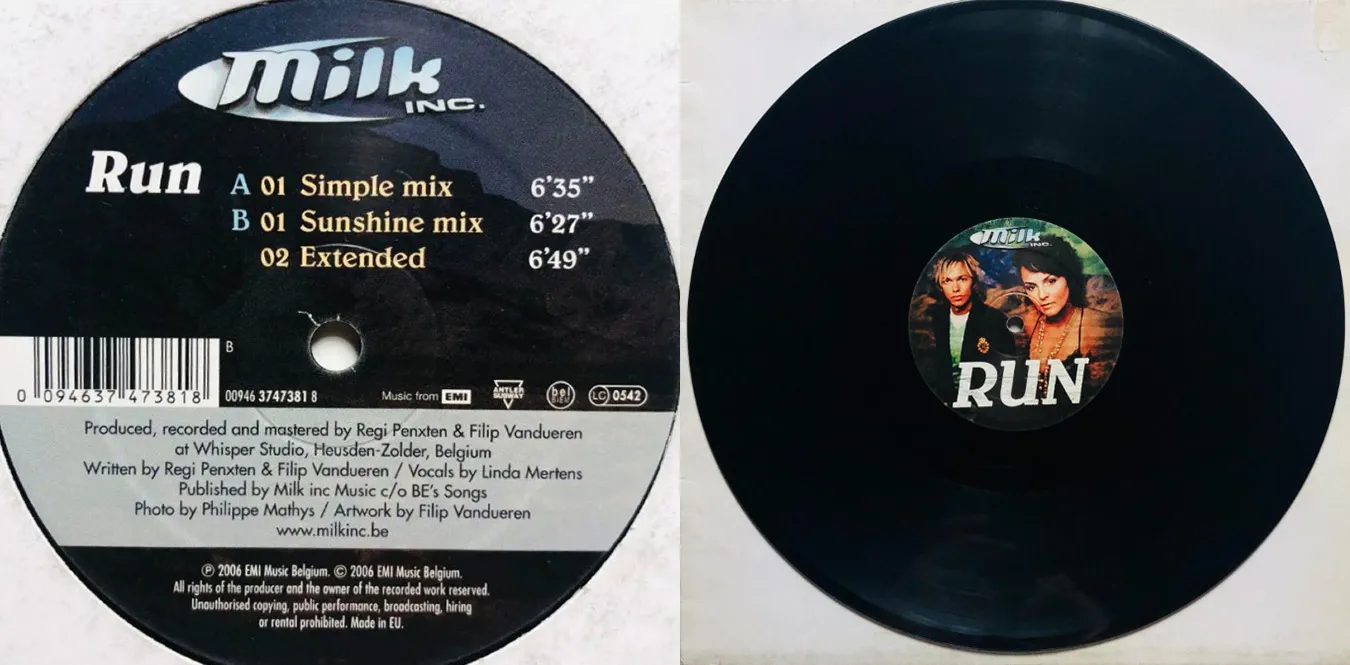 Milk
INC.
Run
A 01 Simple mix 6'35"
B 01 Sunshine mix 6'27"
02 Extended 6'49"
B
0 094637 473818
00946 3747381 8
Music from EMI
ANTLER
SUBWAY
bel
BIEM
LC 0542
Produced, recorded and mastered by Regi Penxten & Filip Vandueren
at Whisper Studio, Heusden-Zolder, Belgium
Written by Regi Penxten & Filip Vandueren / Vocals by Linda Mertens
Published by Milk inc Music c/o BE's Songs
Photo by Philippe Mathys / Artwork by Filip Vandueren
www.milkinc.be
℗ 2006 EMI Music Belgium. © 2006 EMI Music Belgium.
All rights of the producer and the owner of the recorded work reserved.
Unauthorised copying, public performance, broadcasting, hiring
or rental prohibited. Made in EU.
Milk
INC.
RUN